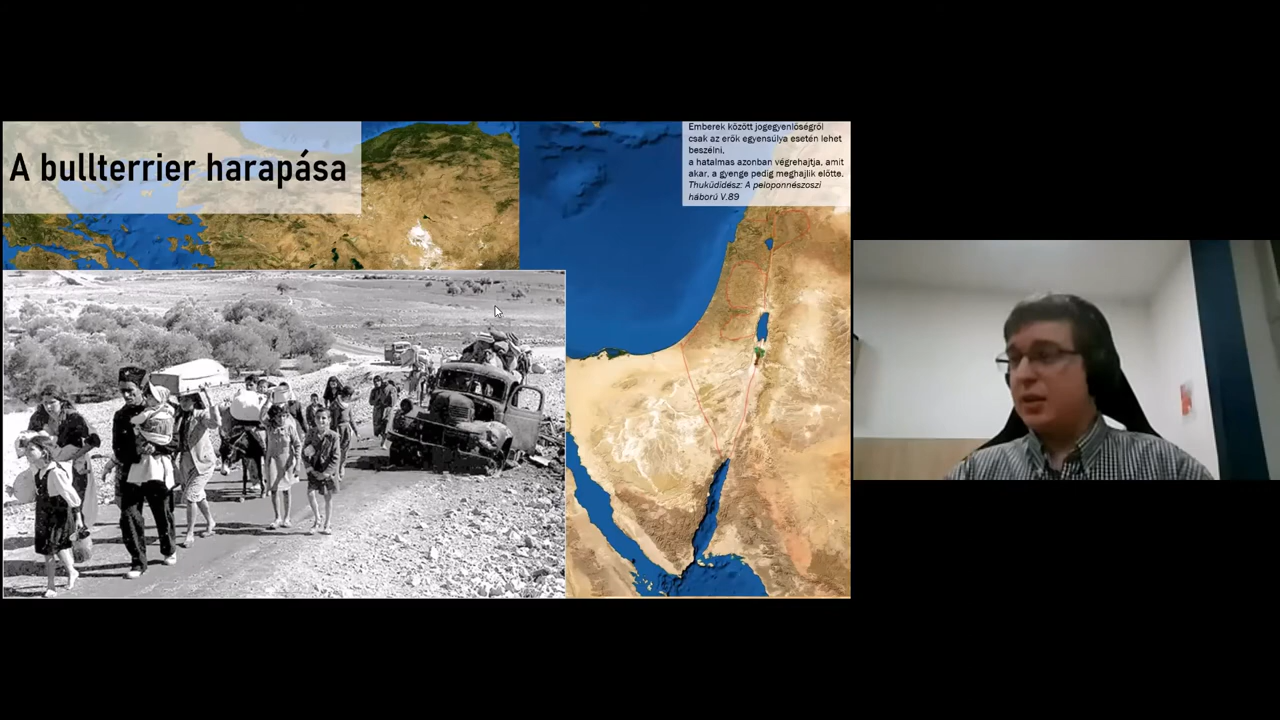 A bullterrier harapása
Emberek között jogegyenlőségről
csak az erők egyensúlya esetén lehet
beszélni,
a hatalmas azonban végrehajtja, amit
akar, a gyenge pedig meghajlik előtte.
Thuküdidész: A peloponnészoszi
háború V.89